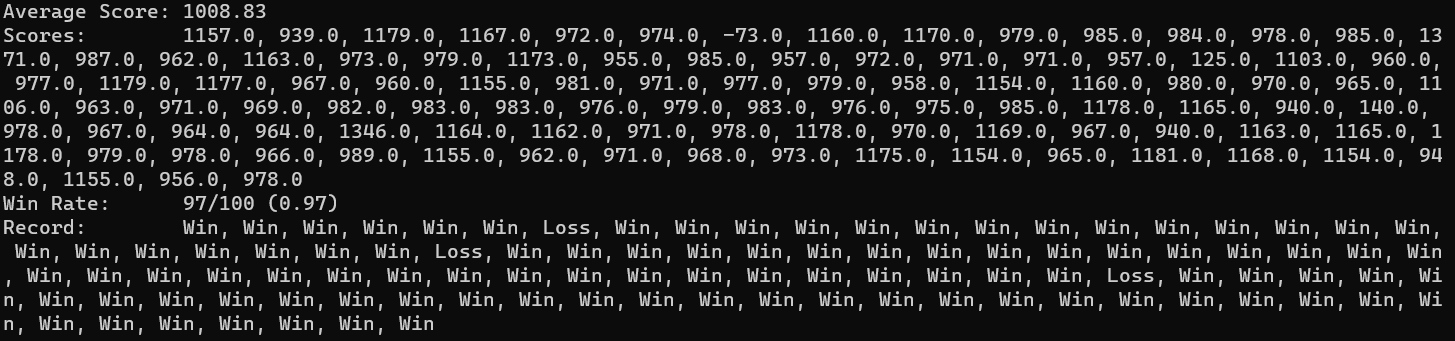 Average Score: 1008.83
Scores:        1157.0, 939.0, 1179.0, 1167.0, 972.0, 974.0, -73.0, 1160.0, 1170.0, 979.0, 985.0, 984.0, 978.0, 985.0, 13
71.0, 987.0, 962.0, 1163.0, 973.0, 979.0, 1173.0, 955.0, 985.0, 957.0, 972.0, 971.0, 971.0, 957.0, 125.0, 1103.0, 960.0,
 977.0, 1179.0, 1177.0, 967.0, 960.0, 1155.0, 981.0, 971.0, 977.0, 979.0, 958.0, 1154.0, 1160.0, 980.0, 970.0, 965.0, 11
06.0, 963.0, 971.0, 969.0, 982.0, 983.0, 983.0, 976.0, 979.0, 983.0, 976.0, 975.0, 985.0, 1178.0, 1165.0, 940.0, 140.0,
978.0, 967.0, 964.0, 964.0, 1346.0, 1164.0, 1162.0, 971.0, 978.0, 1178.0, 970.0, 1169.0, 967.0, 940.0, 1163.0, 1165.0, 1
178.0, 979.0, 978.0, 966.0, 989.0, 1155.0, 962.0, 971.0, 968.0, 973.0, 1175.0, 1154.0, 965.0, 1181.0, 1168.0, 1154.0, 94
8.0, 1155.0, 956.0, 978.0
Win Rate:      97/100 (0.97)
Record:        Win, Win, Win, Win, Win, Win, Loss, Win, Win, Win, Win, Win, Win, Win, Win, Win, Win, Win, Win, Win, Win,
 Win, Win, Win, Win, Win, Win, Win, Loss, Win, Win, Win, Win, Win, Win, Win, Win, Win, Win, Win, Win, Win, Win, Win, Win
, Win, Win, Win, Win, Win, Win, Win, Win, Win, Win, Win, Win, Win, Win, Win, Win, Win, Win, Loss, Win, Win, Win, Win, Wi
n, Win, Win, Win, Win, Win, Win, Win, Win, Win, Win, Win, Win, Win, Win, Win, Win, Win, Win, Win, Win, Win, Win, Win, Wi
n, Win, Win, Win, Win, Win, Win, Win